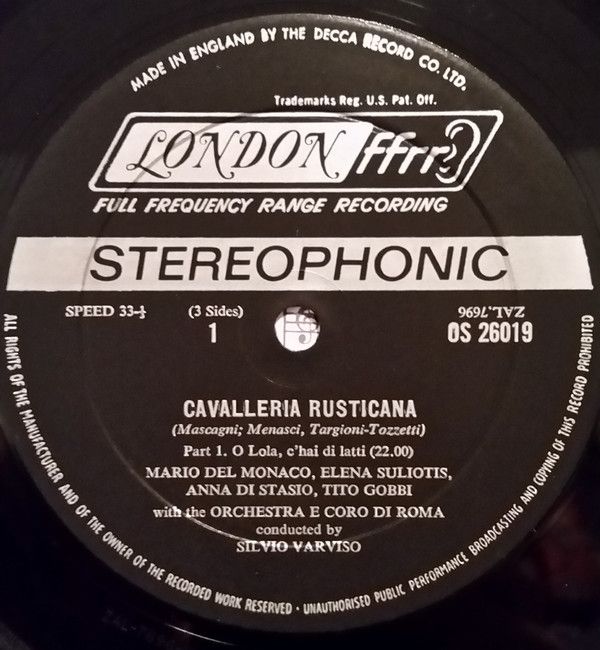 MADE IN ENGLAND BY THE DECCA RECORD CO. LTD.
Trademarks Reg. U.S. Pat. Off.
LONDON ffrr
FULL FREQUENCY RANGE RECORDING
STEREOPHONIC
SPEED 33-⅓ (3 Sides) ZAL.7696
1 OS 26019
CAVALLERIA RUSTICANA
(Mascagni; Menasci, Targioni-Tozzetti)
Part 1. O Lola, c'hai di latti (22.00)
MARIO DEL MONACO, ELENA SULIOTIS,
ANNA DI STASIO, TITO GOBBI
with the ORCHESTRA E CORO DI ROMA
conducted by
SILVIO VARVISO
ALL RIGHTS OF THE MANUFACTURER AND OF THE OWNER OF THE RECORDED WORK RESERVED · UNAUTHORISED PUBLIC PERFORMANCE BROADCASTING AND COPYING OF THIS RECORD PROHIBITED